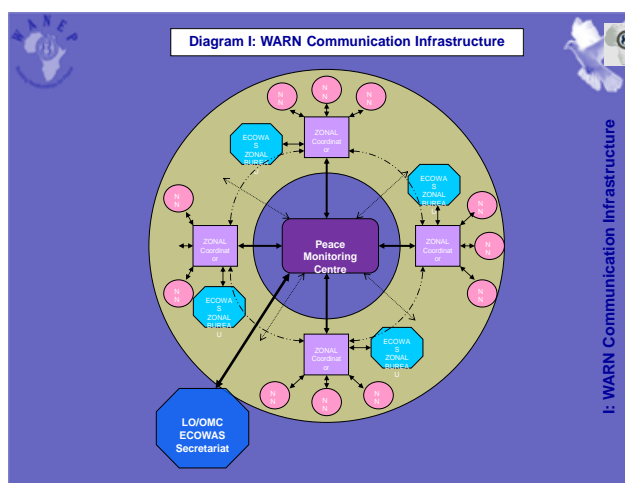 WANEP
Diagram I: WARN Communication Infrastructure
N
N
N
N
N
N
ZONAL
Coordinat
or
ECOWA
S
ZONAL
BUREA
U
ECOWA
S
ZONAL
BUREA
U
N
N
N
N
ZONAL
Coordinat
or
Peace
Monitoring
Centre
ZONAL
Coordinat
or
N
N
N
N
N
N
ECOWA
S
ZONAL
BUREA
U
ZONAL
Coordinat
or
ECOWA
S
ZONAL
BUREA
U
N
N
N
N
N
N
LO/OMC
ECOWAS
Secretariat
I: WARN Communication Infrastructure